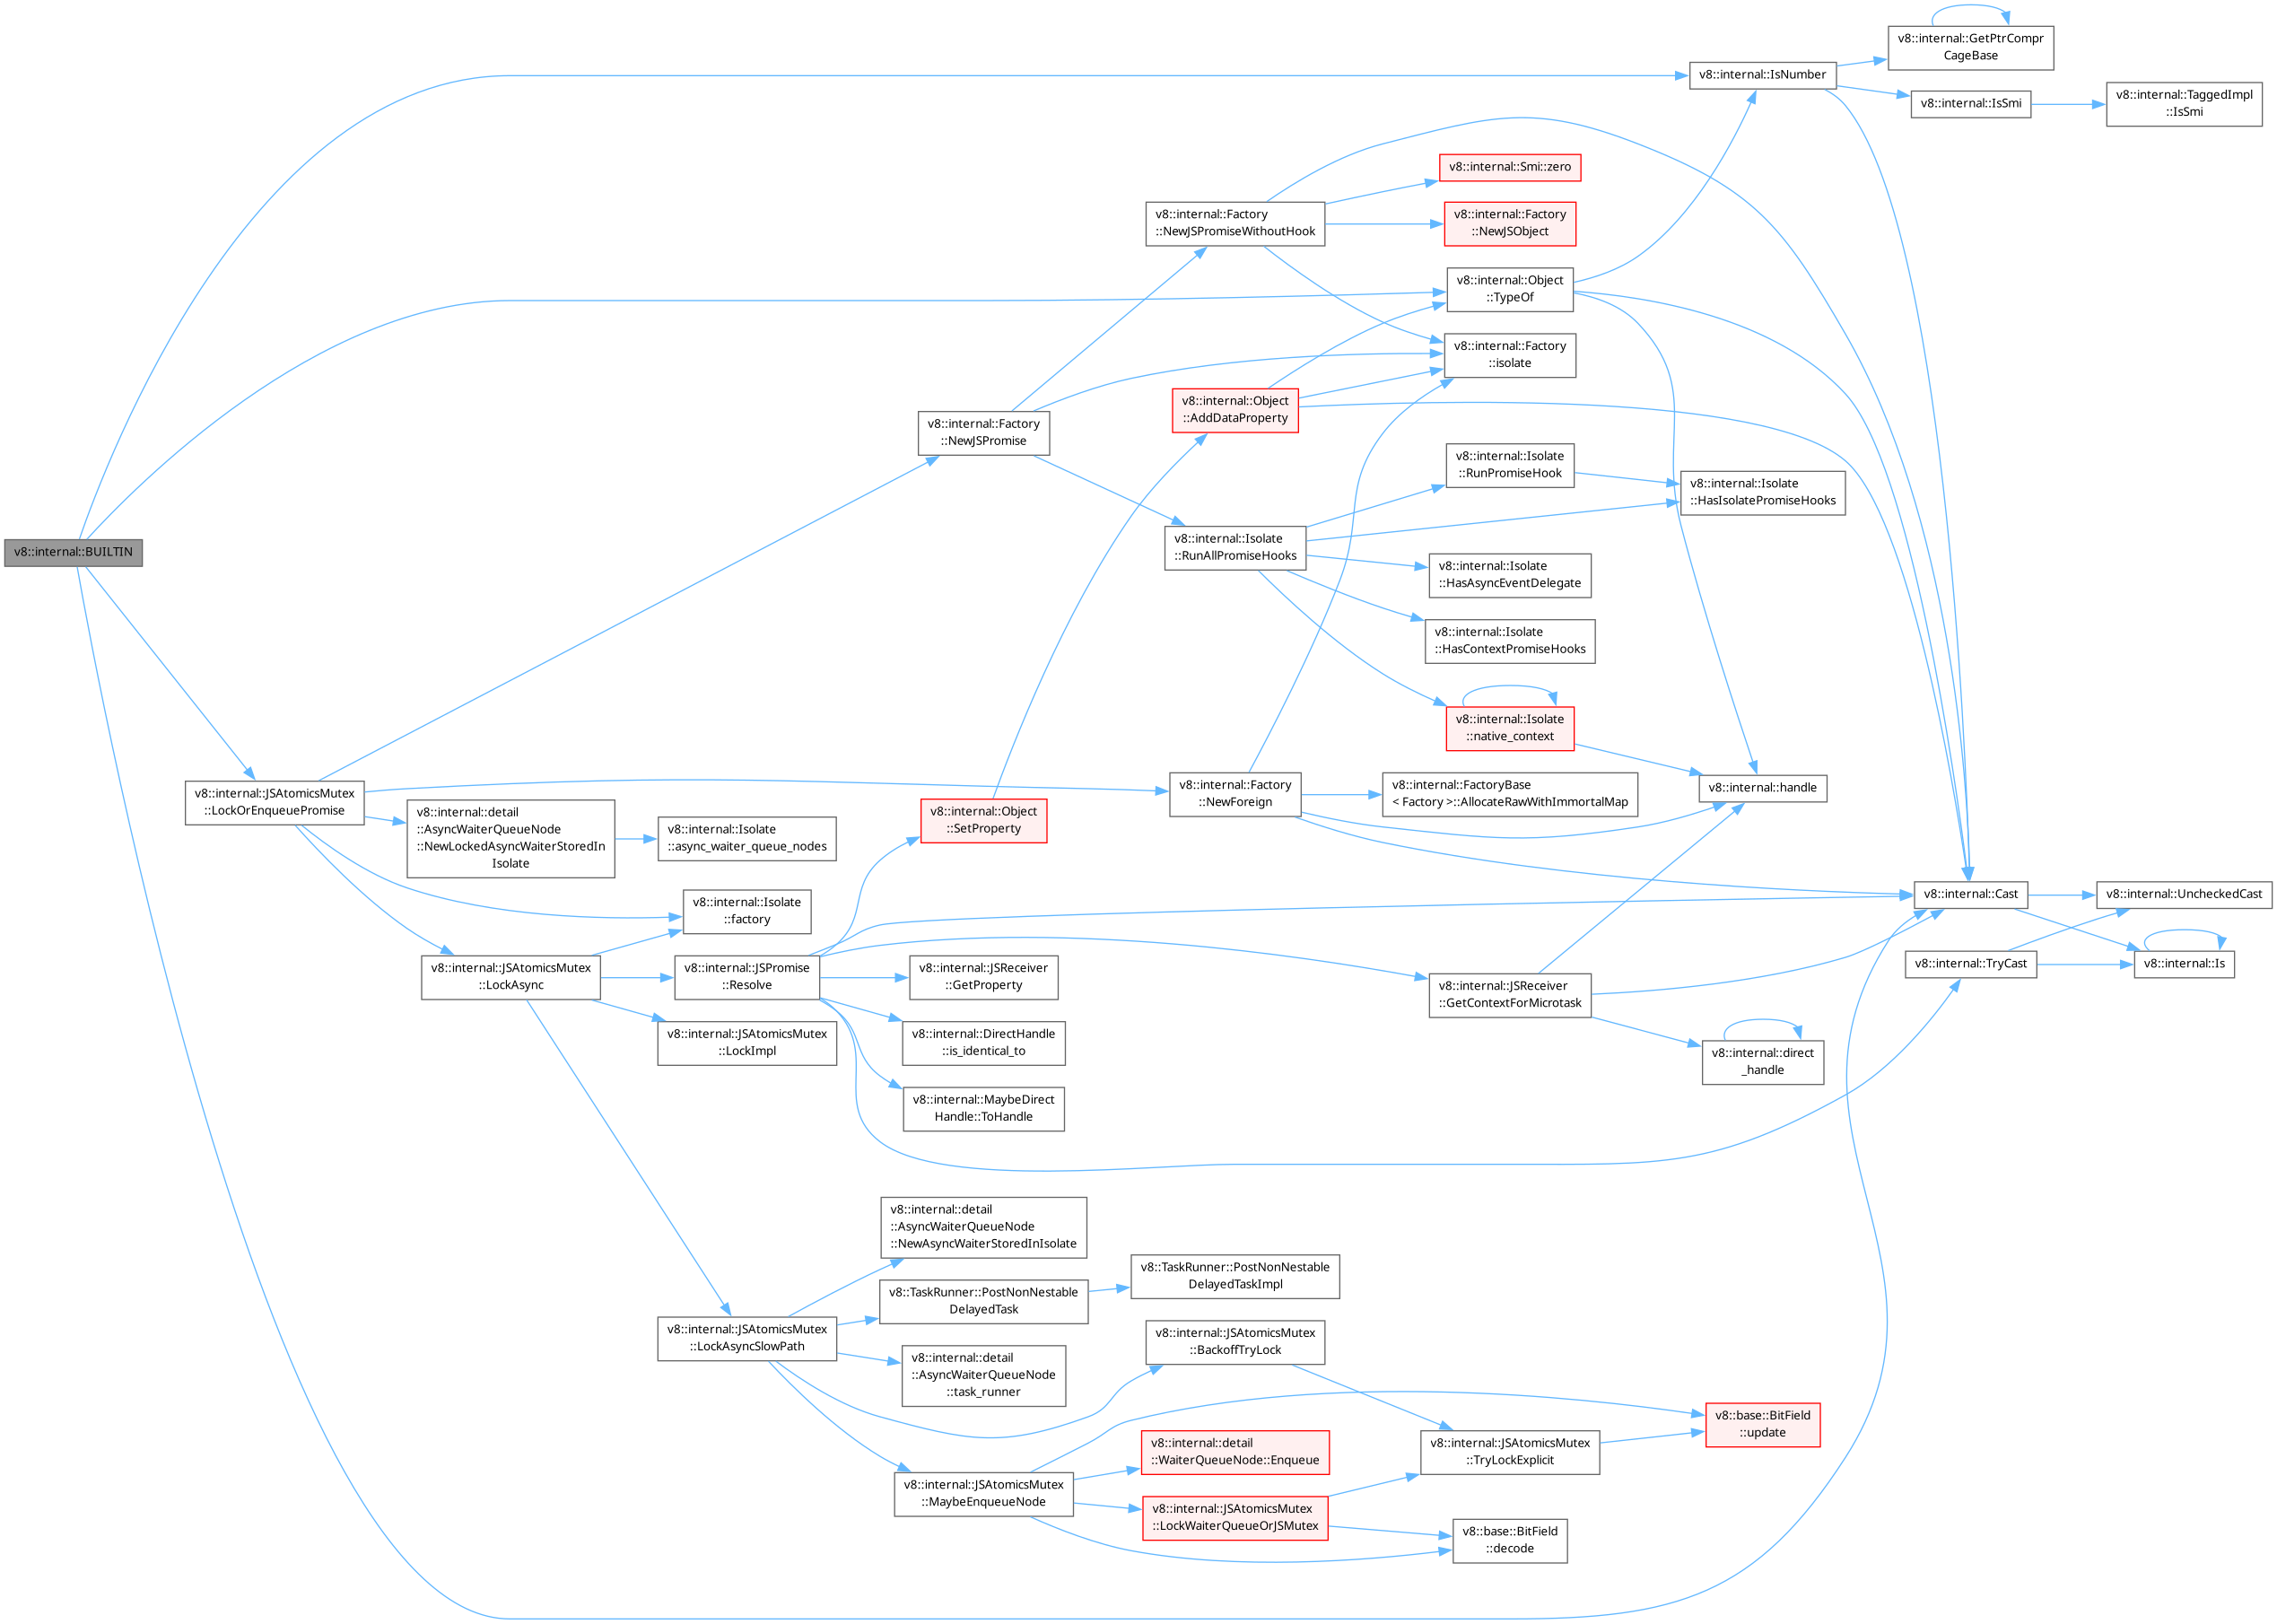 v8::internal::GetPtrCompr
CageBase
v8::internal::IsNumber
v8::internal::IsSmi
v8::internal::TaggedImpl
::IsSmi
v8::internal::Smi::zero
v8::internal::Factory
::NewJSPromiseWithoutHook
v8::internal::Factory
::NewJSObject
v8::internal::Object
::TypeOf
v8::internal::Factory
::isolate
v8::internal::Object
::AddDataProperty
v8::internal::Factory
::NewJSPromise
v8::internal::Isolate
::RunPromiseHook
v8::internal::Isolate
::HasIsolatePromiseHooks
v8::internal::BUILTIN
v8::internal::Isolate
::RunAllPromiseHooks
v8::internal::Isolate
::HasAsyncEventDelegate
v8::internal::Isolate
::HasContextPromiseHooks
v8::internal::Isolate
::native_context
v8::internal::JSAtomicsMutex
::LockOrEnqueuePromise
v8::internal::Factory
::NewForeign
v8::internal::FactoryBase
< Factory >::AllocateRawWithImmortalMap
v8::internal::handle
v8::internal::detail
::AsyncWaiterQueueNode
::NewLockedAsyncWaiterStoredIn
Isolate
v8::internal::Isolate
::async_waiter_queue_nodes
v8::internal::Object
::SetProperty
v8::internal::Isolate
::factory
v8::internal::Cast
v8::internal::UncheckedCast
v8::internal::JSAtomicsMutex
::LockAsync
v8::internal::JSPromise
::Resolve
v8::internal::JSReceiver
::GetProperty
v8::internal::JSReceiver
::GetContextForMicrotask
v8::internal::TryCast
v8::internal::Is
v8::internal::JSAtomicsMutex
::LockImpl
v8::internal::DirectHandle
::is_identical_to
v8::internal::direct
_handle
v8::internal::MaybeDirect
Handle::ToHandle
v8::internal::detail
::AsyncWaiterQueueNode
::NewAsyncWaiterStoredInIsolate
v8::TaskRunner::PostNonNestable
DelayedTask
v8::TaskRunner::PostNonNestable
DelayedTaskImpl
v8::internal::JSAtomicsMutex
::LockAsyncSlowPath
v8::internal::JSAtomicsMutex
::BackoffTryLock
v8::internal::detail
::AsyncWaiterQueueNode
::task_runner
v8::base::BitField
::update
v8::internal::detail
::WaiterQueueNode::Enqueue
v8::internal::JSAtomicsMutex
::TryLockExplicit
v8::internal::JSAtomicsMutex
::MaybeEnqueueNode
v8::internal::JSAtomicsMutex
::LockWaiterQueueOrJSMutex
v8::base::BitField
::decode